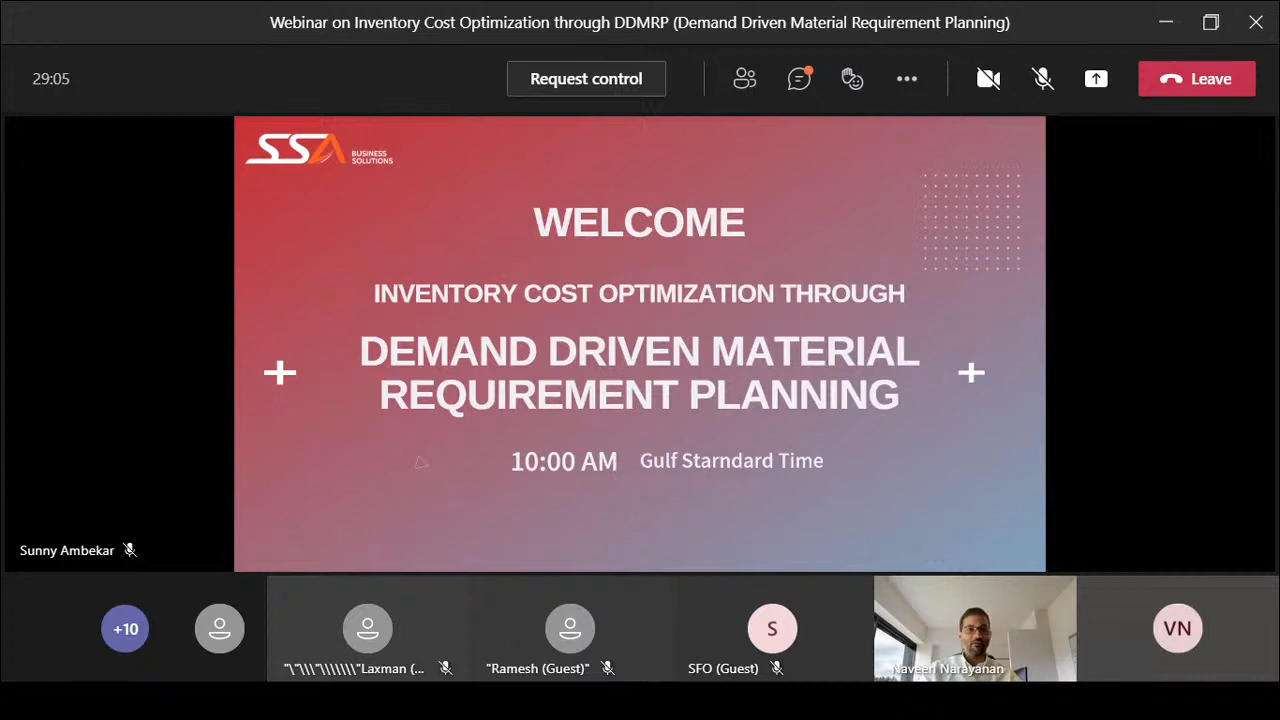 Webinar on Inventory Cost Optimization through DDMRP (Demand Driven Material Requirement Planning)
29:05
Request control
Leave
SSA BUSINESS
SOLUTIONS
WELCOME
INVENTORY COST OPTIMIZATION THROUGH
DEMAND DRIVEN MATERIAL
REQUIREMENT PLANNING
10:00 AM Gulf Starndard Time
Sunny Ambekar
+10
"\"\\\"\\\\\\\"Laxman (...
"Ramesh (Guest)"
S
SFO (Guest)
Naveen Narayanan
VN